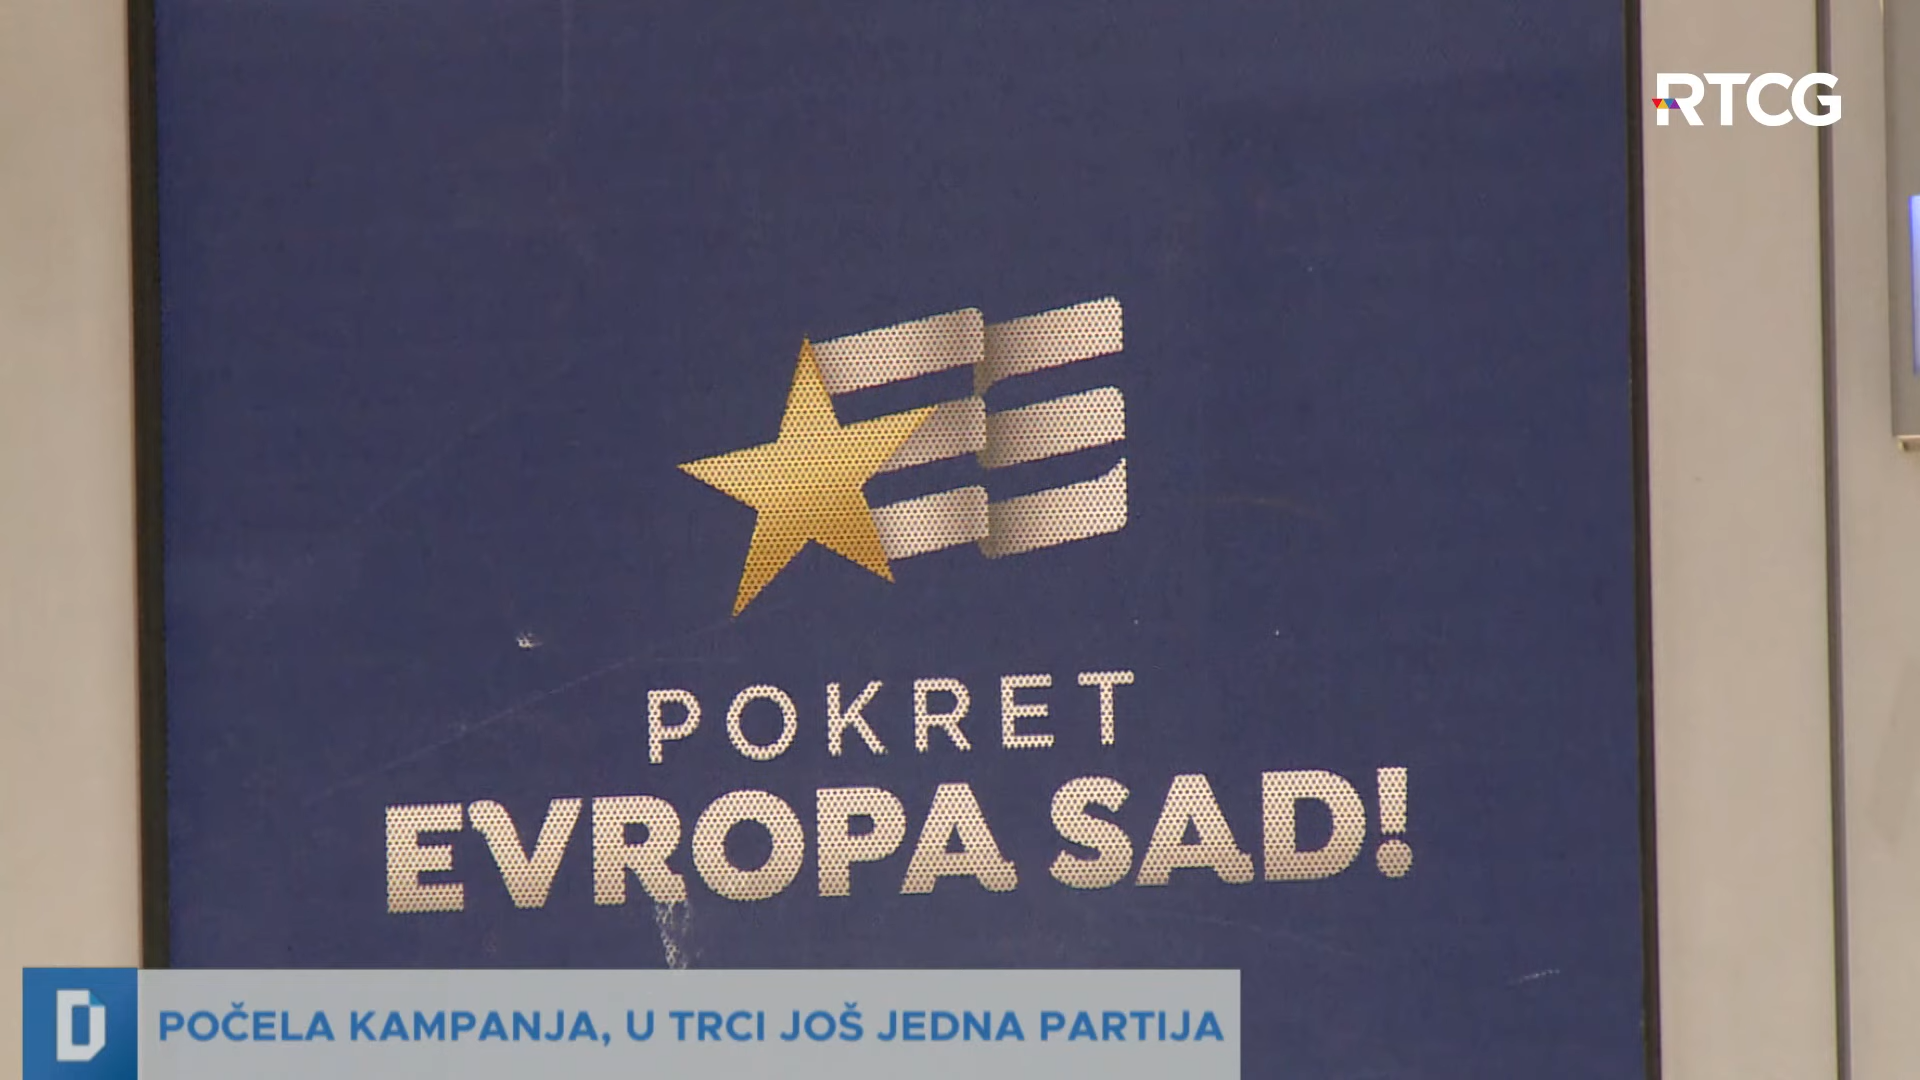 RTCG
POKRET
EVROPA SAD!
D POČELA KAMPANJA, U TRCI JOŠ JEDNA PARTIJA